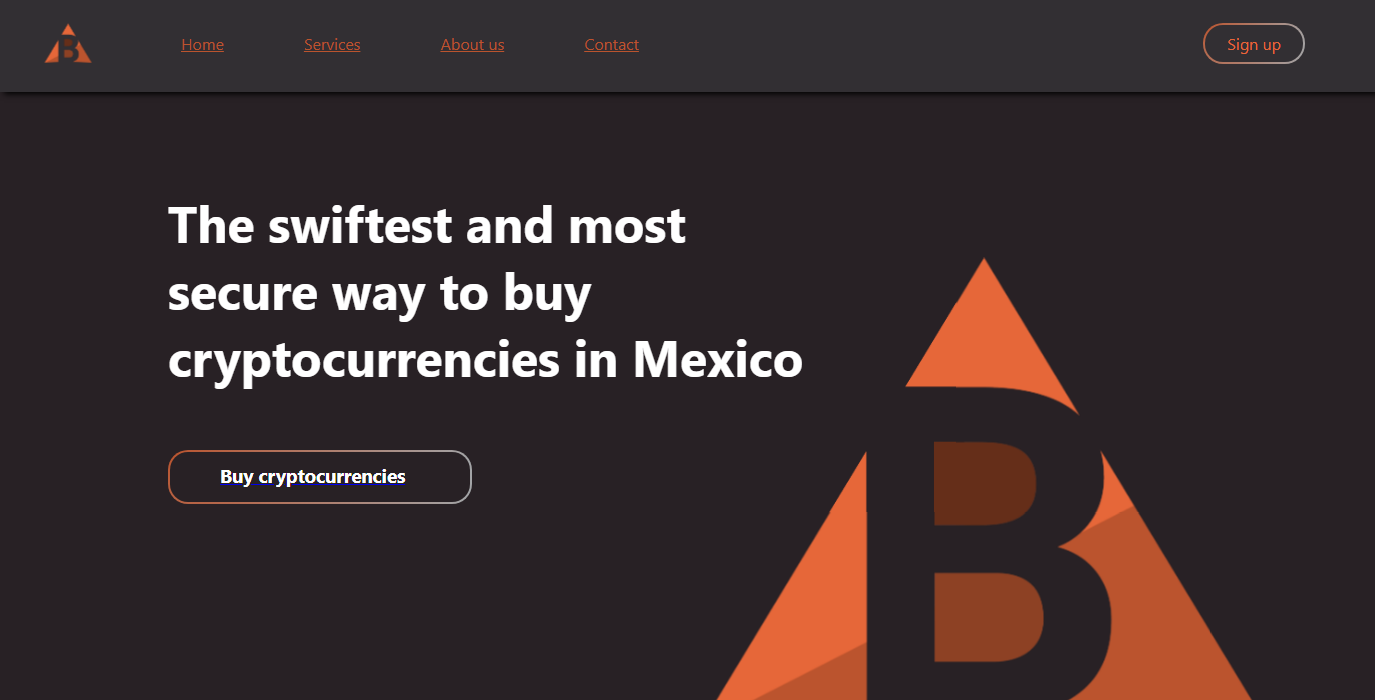 B
Home Services About us Contact Sign up
The swiftest and most
secure way to buy
cryptocurrencies in Mexico
Buy cryptocurrencies
B